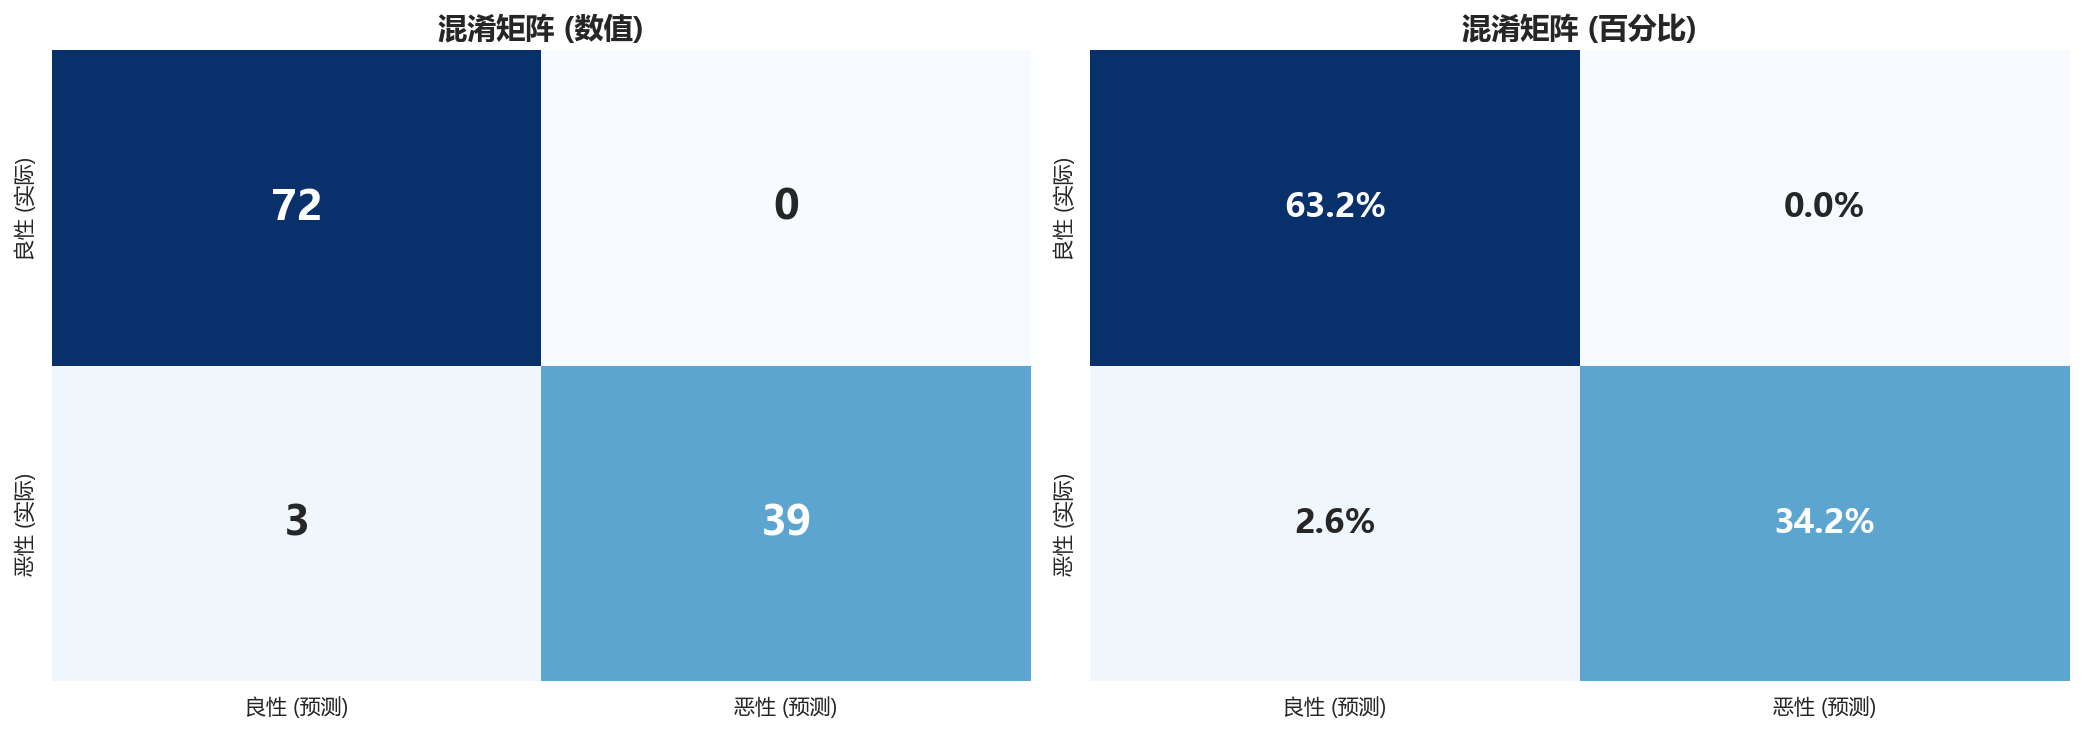 混淆矩阵 (数值)
良性 (实际)
72
0
恶性 (实际)
3
39
良性 (预测)
恶性 (预测)
混淆矩阵 (百分比)
良性 (实际)
63.2%
0.0%
恶性 (实际)
2.6%
34.2%
良性 (预测)
恶性 (预测)